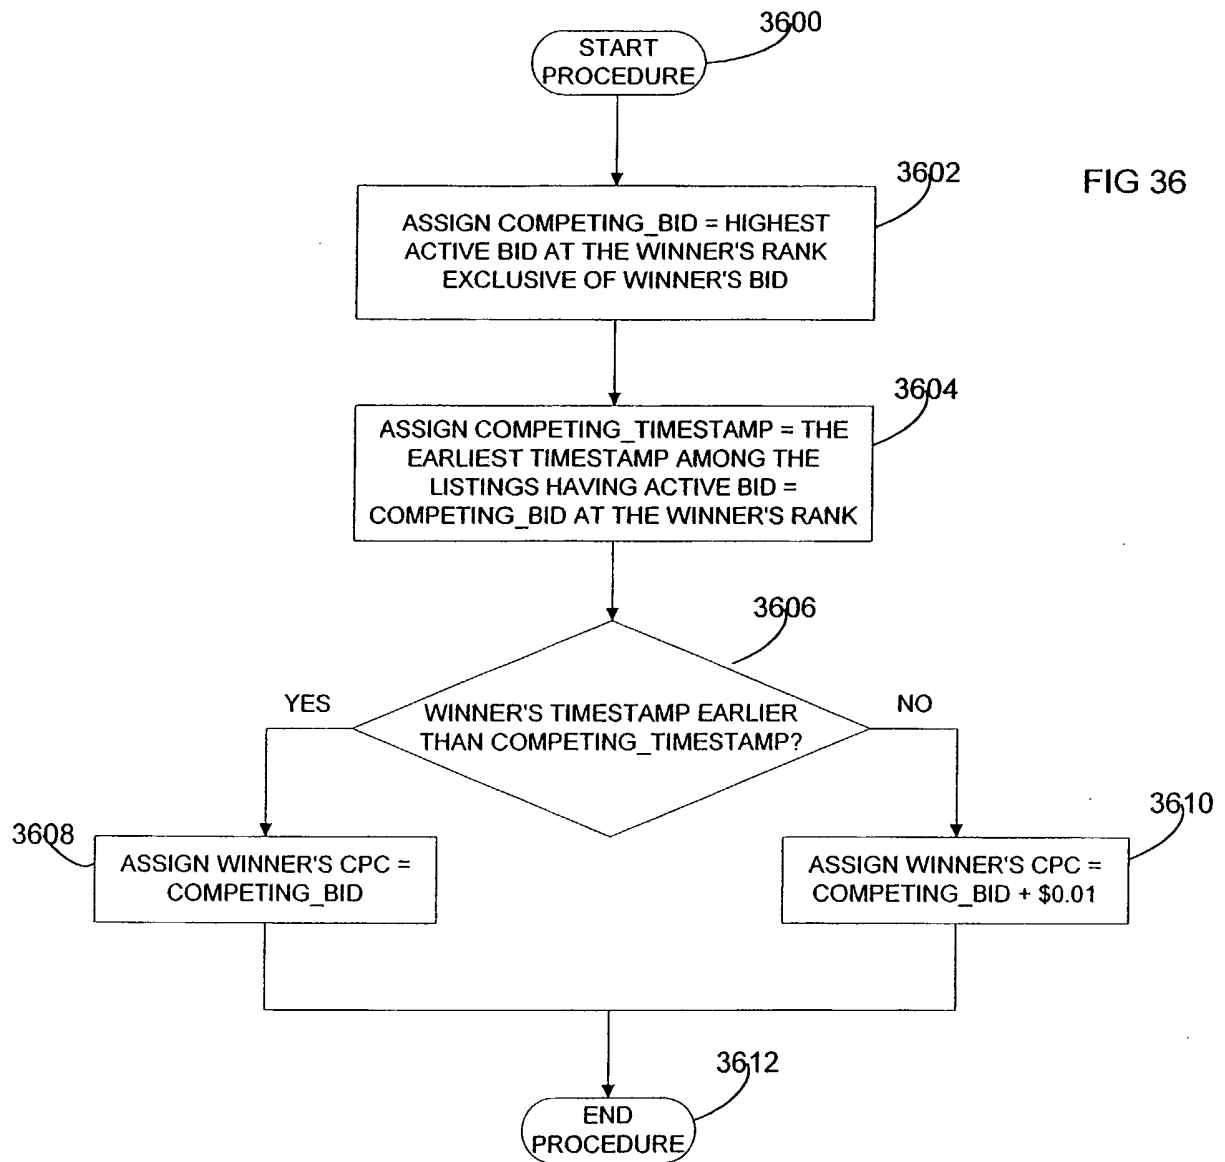 3600
START
PROCEDURE
3602
FIG 36
ASSIGN COMPETING_BID = HIGHEST
ACTIVE BID AT THE WINNER'S RANK
EXCLUSIVE OF WINNER'S BID
3604
ASSIGN COMPETING_TIMESTAMP = THE
EARLIEST TIMESTAMP AMONG THE
LISTINGS HAVING ACTIVE BID =
COMPETING_BID AT THE WINNER'S RANK
3606
YES
WINNER'S TIMESTAMP EARLIER
THAN COMPETING_TIMESTAMP?
NO
3608
ASSIGN WINNER'S CPC =
COMPETING_BID
3610
ASSIGN WINNER'S CPC =
COMPETING_BID + $0.01
3612
END
PROCEDURE